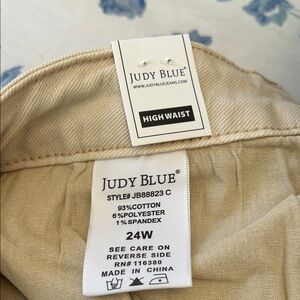 JUDY BLUE®
WWW.JUDYBLUEJEANS.COM
HIGH WAIST
JUDY BLUE®
STYLE# JB88823 C
93%COTTON
6%POLYESTER
1%SPANDEX
24W
SEE CARE ON
REVERSE SIDE
RN# 116380
MADE IN CHINA